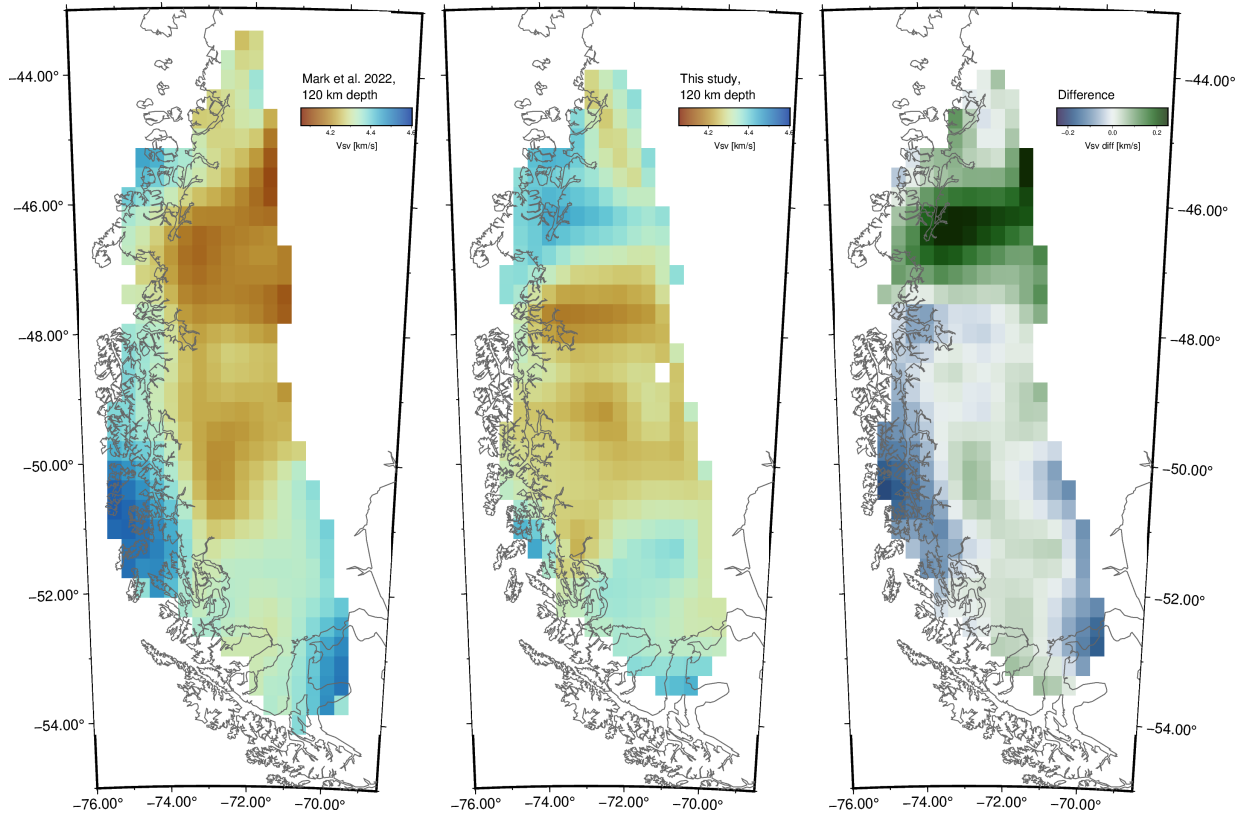 Mark et al. 2022,
120 km depth
4.2 4.4 4.6
Vsv [km/s]
This study,
120 km depth
4.2 4.4 4.6
Vsv [km/s]
Difference
−0.2 0.0 0.2
Vsv diff [km/s]
−44.00° −44.00°
−46.00° −46.00°
−48.00° −48.00°
−50.00° −50.00°
−52.00° −52.00°
−54.00° −54.00°
−76.00° −74.00° −72.00° −70.00°
−76.00° −74.00° −72.00° −70.00°
−76.00° −74.00° −72.00° −70.00°